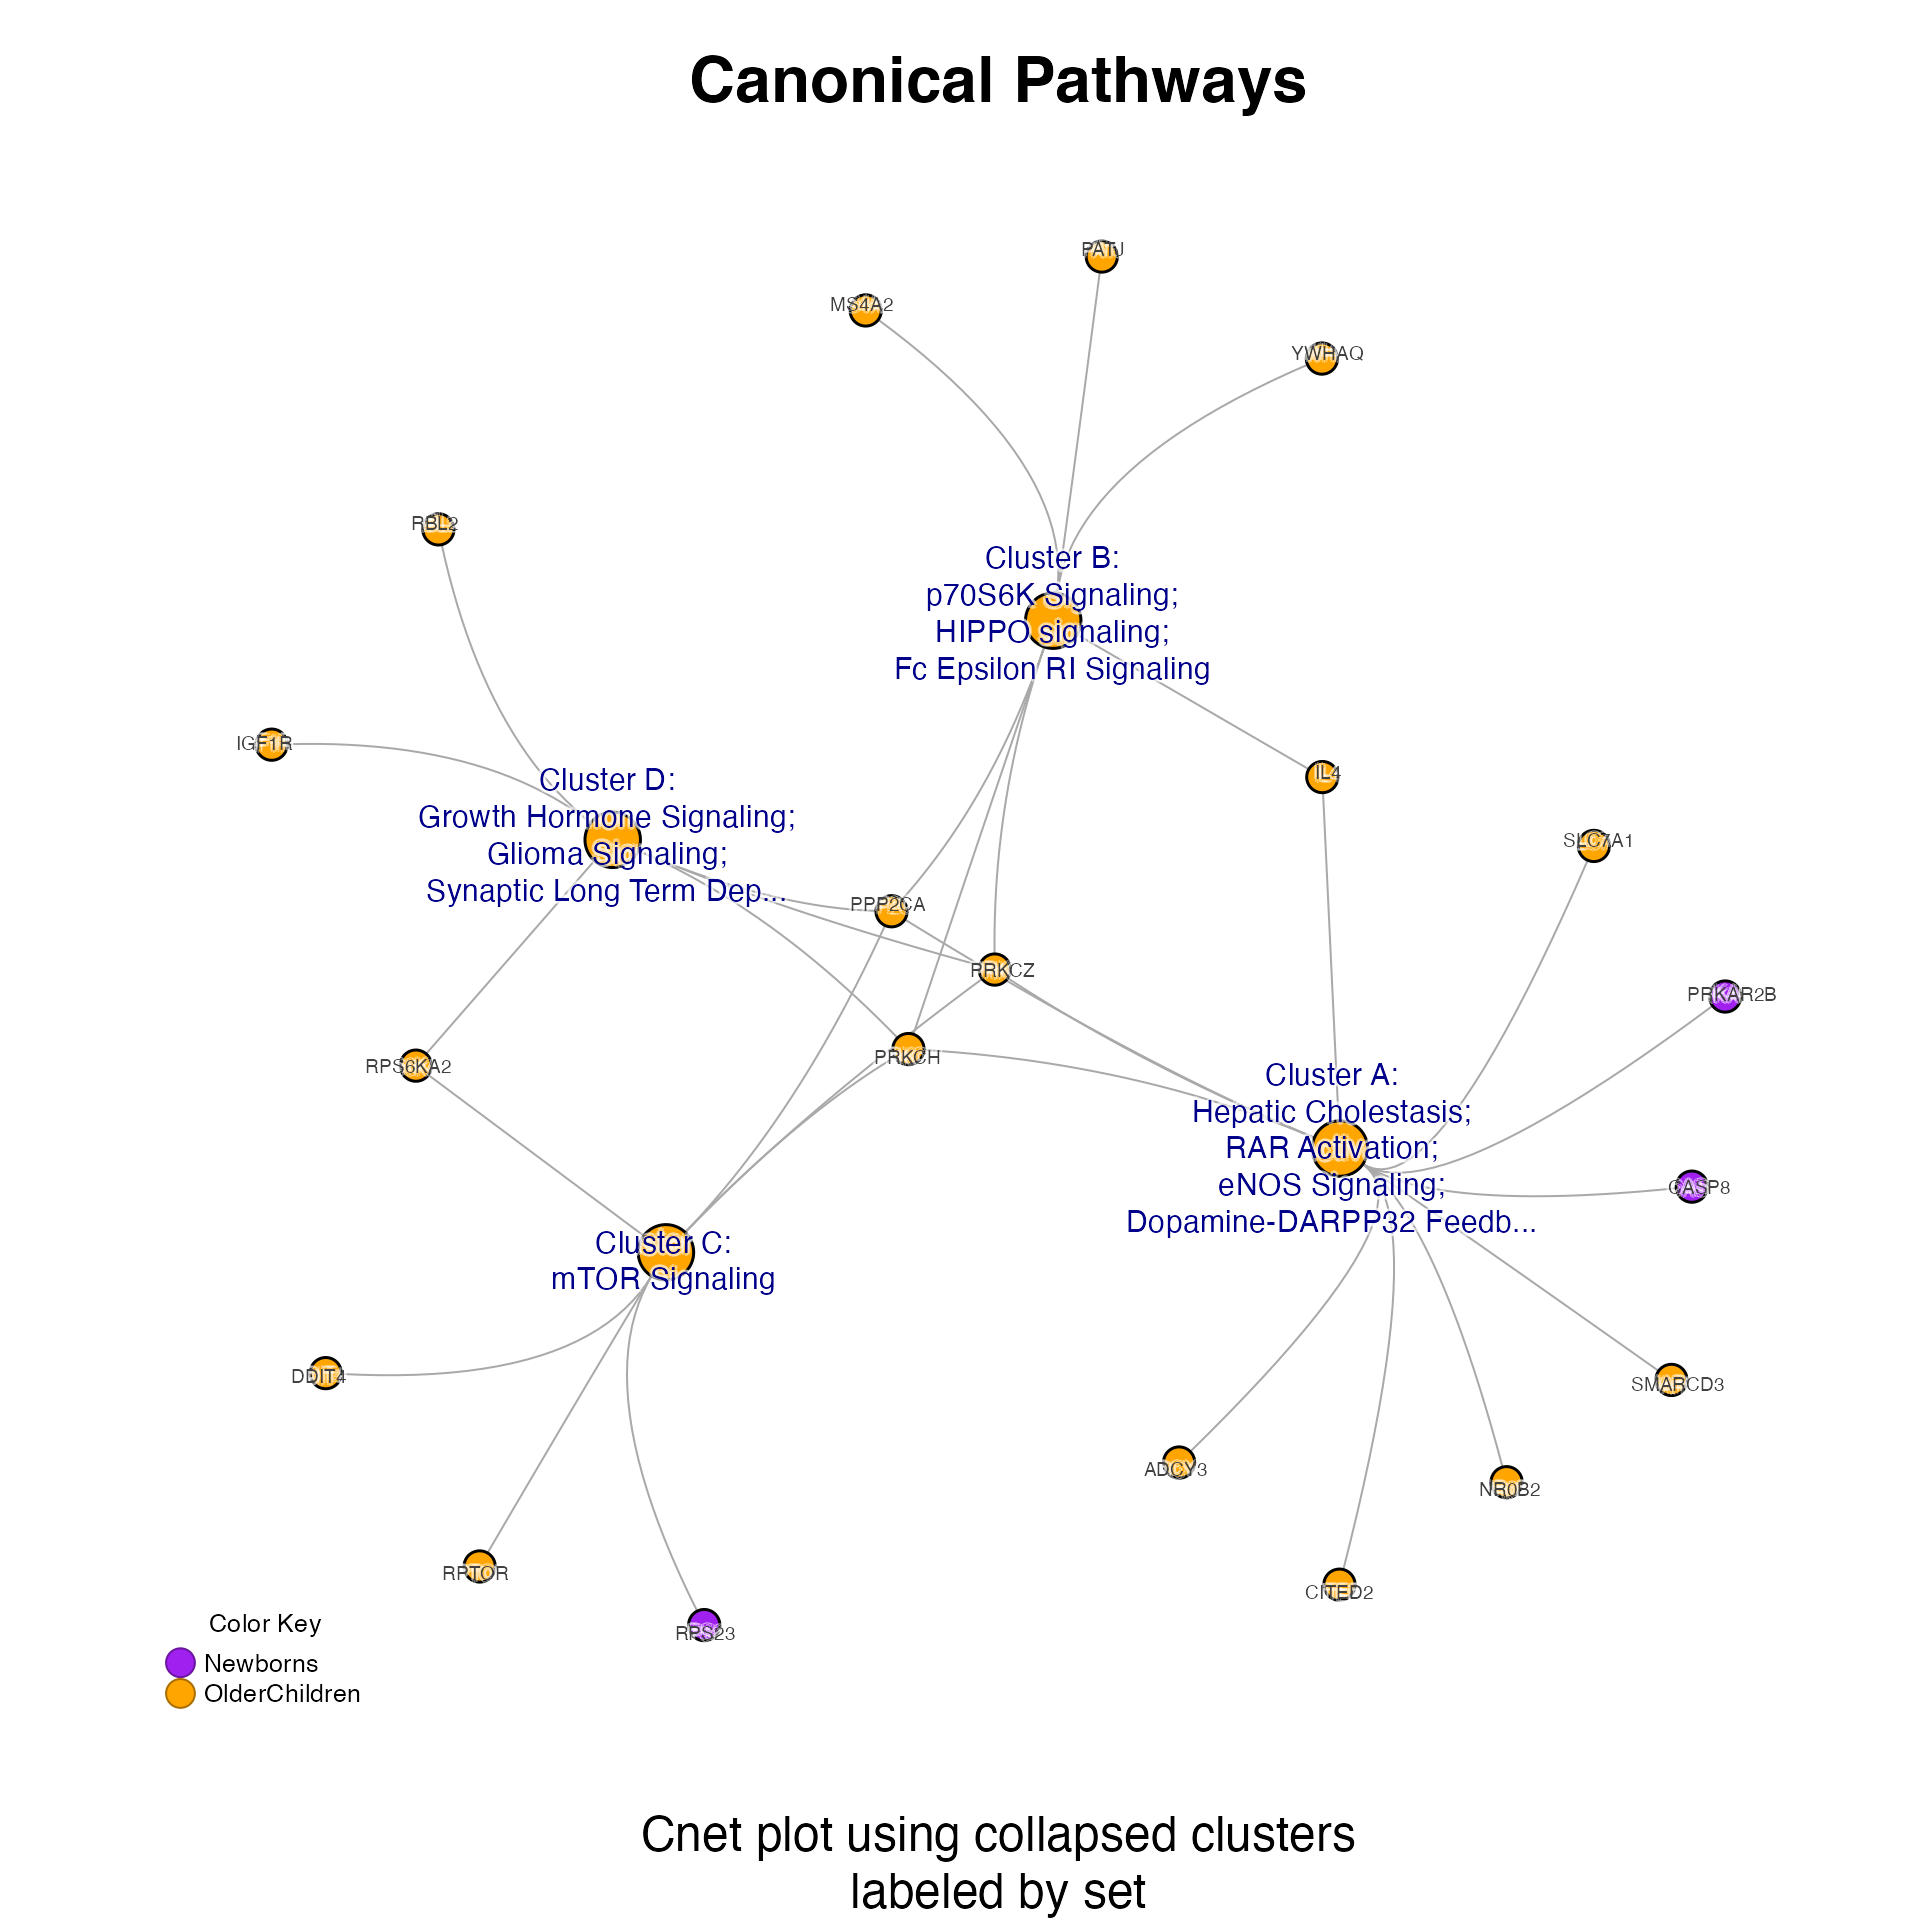 Canonical Pathways
PATJ
MS4A2
YWHAQ
RBL2
Cluster B:
p70S6K Signaling;
HIPPO signaling;
Fc Epsilon RI Signaling
IGF1R
Cluster D:
Growth Hormone Signaling;
Glioma Signaling;
Synaptic Long Term Dep...
IL4
SLC7A1
PPP2CA
PRKCZ
PRKAR2B
PRKCH
RPS6KA2
Cluster A:
Hepatic Cholestasis;
RAR Activation;
eNOS Signaling;
Dopamine-DARPP32 Feedb...
CASP8
Cluster C:
mTOR Signaling
DDIT4
SMARCD3
ADCY3
NR0B2
RPTOR
CITED2
RPS23
Color Key
Newborns
OlderChildren
Cnet plot using collapsed clusters
labeled by set